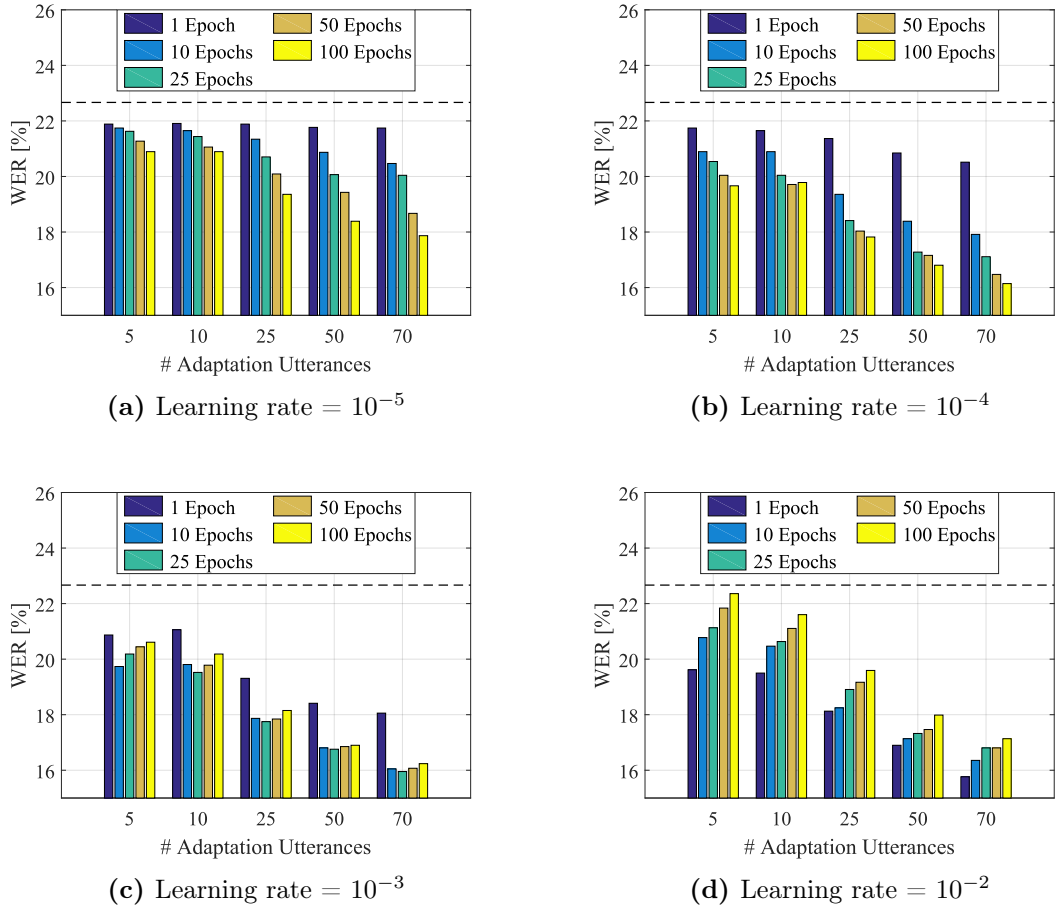 26
24
22
20
18
16
WER [%]
1 Epoch
10 Epochs
25 Epochs
50 Epochs
100 Epochs
5 10 25 50 70
# Adaptation Utterances
(a) Learning rate = 10⁻⁵
26
24
22
20
18
16
WER [%]
1 Epoch
10 Epochs
25 Epochs
50 Epochs
100 Epochs
5 10 25 50 70
# Adaptation Utterances
(b) Learning rate = 10⁻⁴
26
24
22
20
18
16
WER [%]
1 Epoch
10 Epochs
25 Epochs
50 Epochs
100 Epochs
5 10 25 50 70
# Adaptation Utterances
(c) Learning rate = 10⁻³
26
24
22
20
18
16
WER [%]
1 Epoch
10 Epochs
25 Epochs
50 Epochs
100 Epochs
5 10 25 50 70
# Adaptation Utterances
(d) Learning rate = 10⁻²